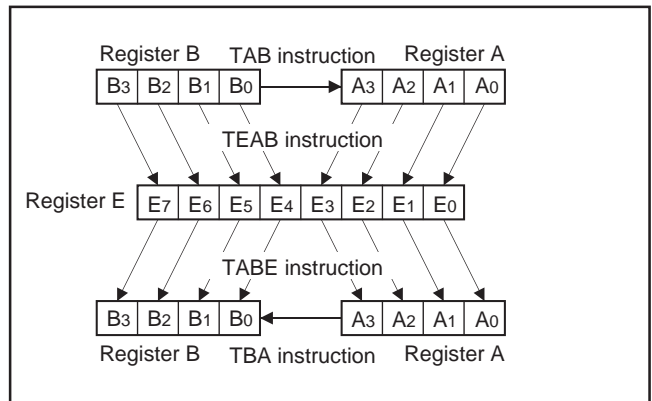 Register B TAB instruction Register A
B3 B2 B1 B0 A3 A2 A1 A0
TEAB instruction
Register E E7 E6 E5 E4 E3 E2 E1 E0
TABE instruction
B3 B2 B1 B0 A3 A2 A1 A0
Register B TBA instruction Register A